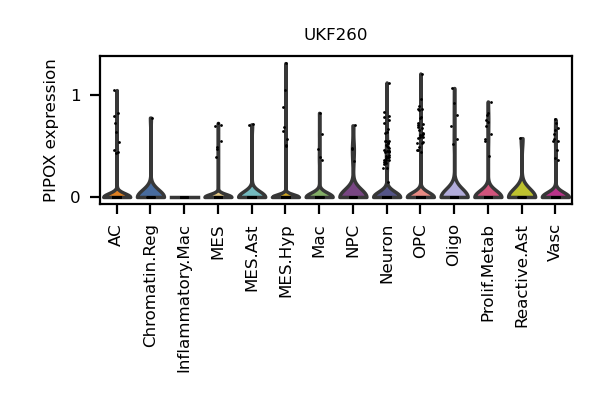 UKF260
PIPOX expression
1
0
AC
Chromatin.Reg
Inflammatory.Mac
MES
MES.Ast
MES.Hyp
Mac
NPC
Neuron
OPC
Oligo
Prolif.Metab
Reactive.Ast
Vasc